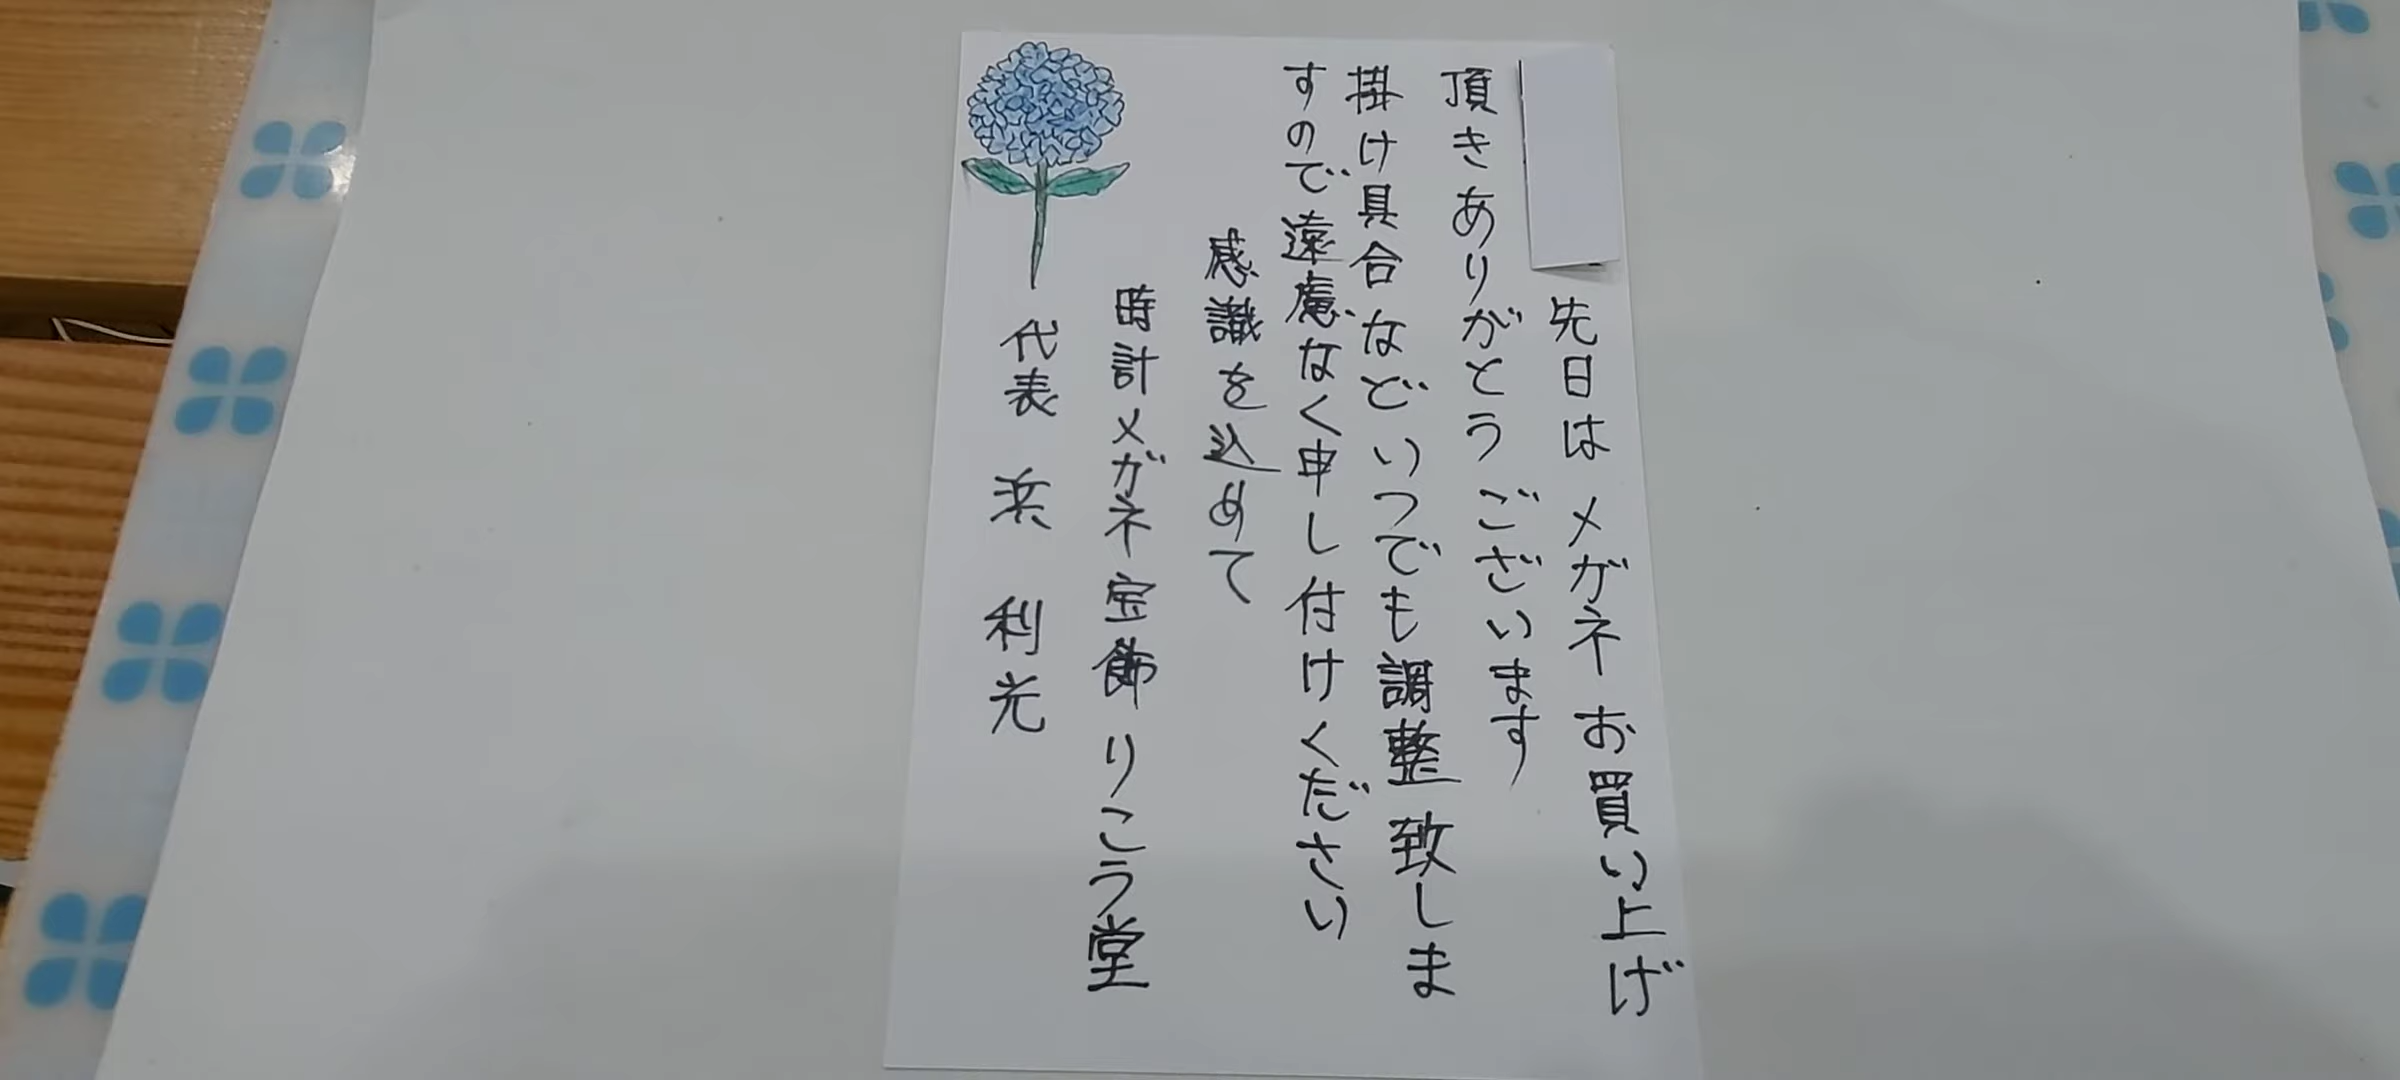 先日は メガネ お買い上げ
頂きありがとう ございます
掛け具合など いつでも調整 致しま
すので遠慮なく申し付けください
感識を込めて
時計メガネ宝飾 りこう堂
代表 浜 利光